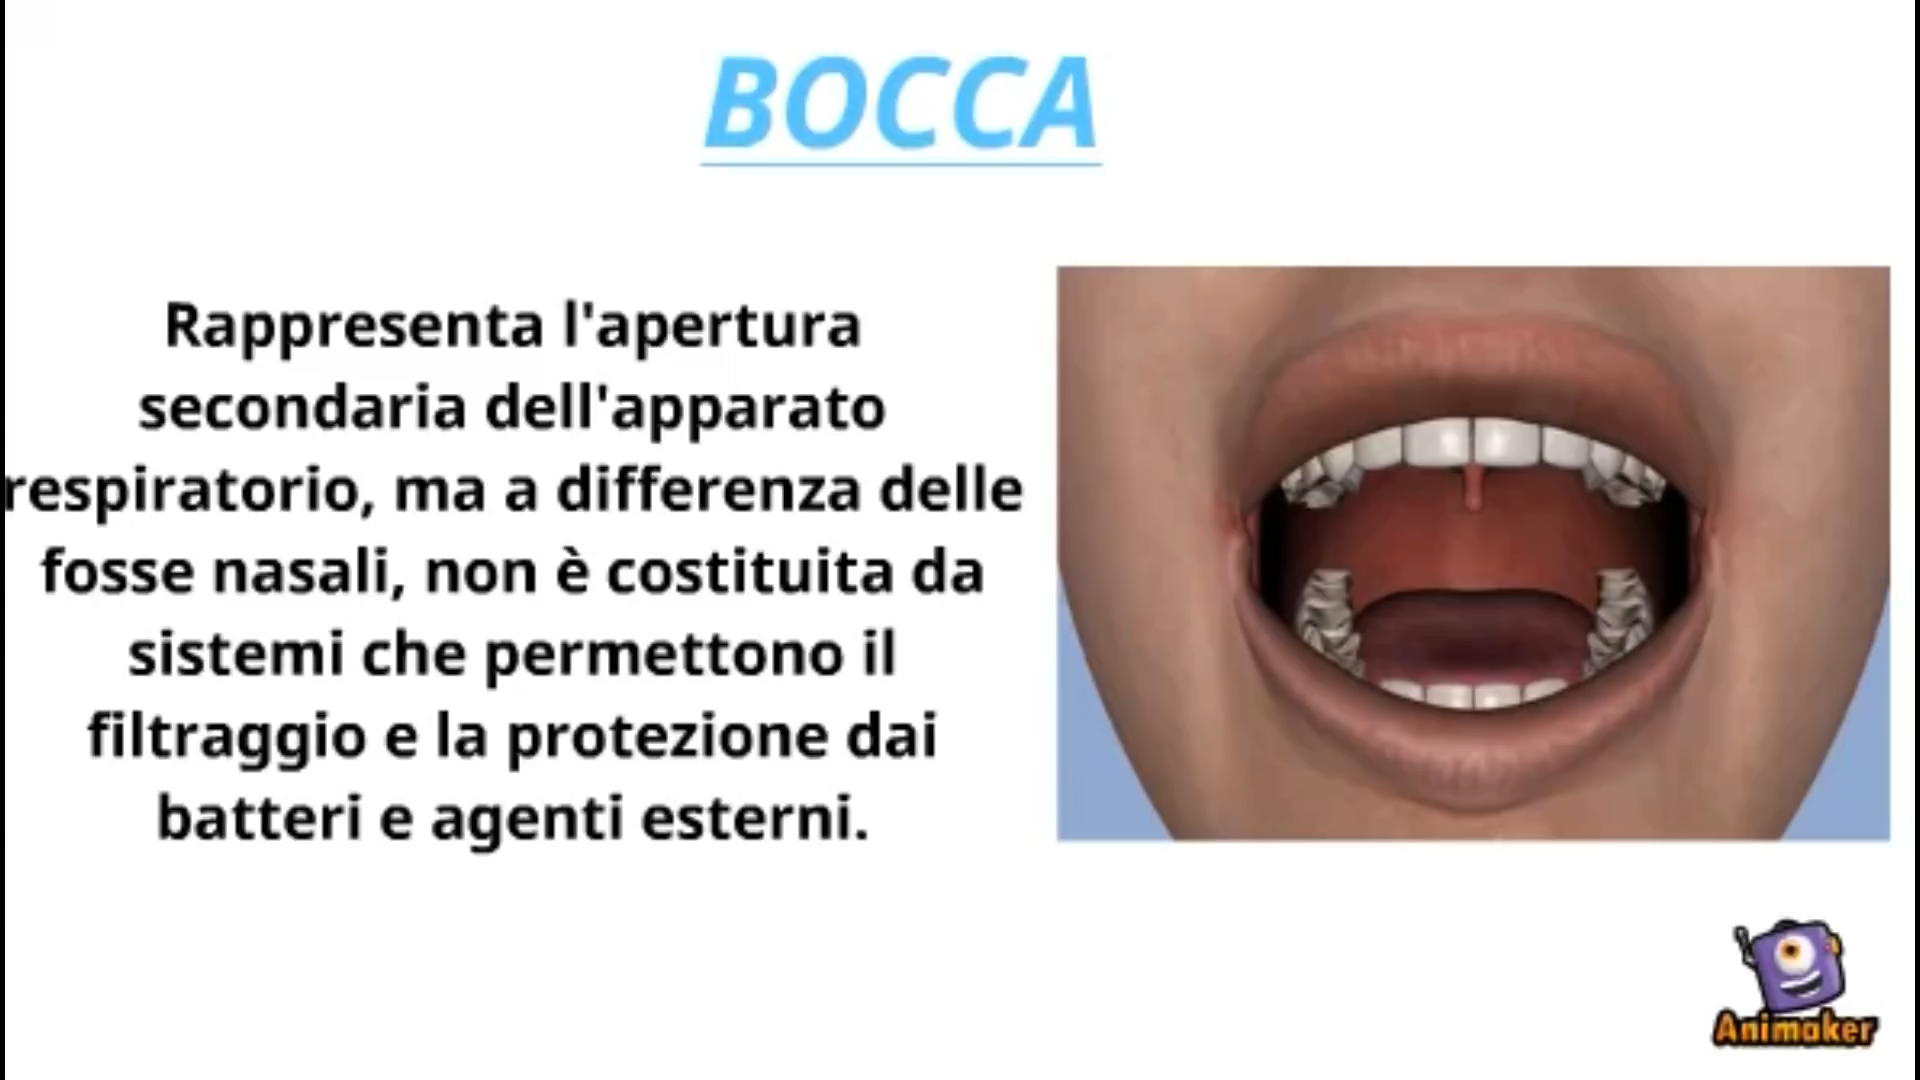 BOCCA
Rappresenta l'apertura
secondaria dell'apparato
respiratorio, ma a differenza delle
fosse nasali, non è costituita da
sistemi che permettono il
filtraggio e la protezione dai
batteri e agenti esterni.
Animaker